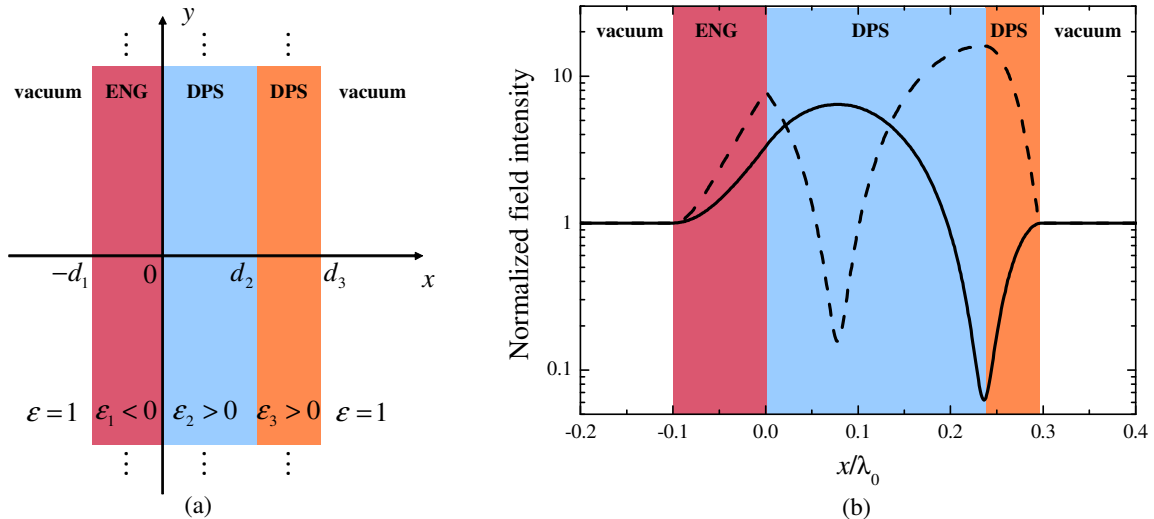 y
vacuum ENG DPS DPS vacuum
−d₁ 0 d₂ d₃ x
ε = 1 ε₁ < 0 ε₂ > 0 ε₃ > 0 ε = 1
(a)
vacuum ENG DPS DPS vacuum
Normalized field intensity
10
1
0.1
-0.2 -0.1 0.0 0.1 0.2 0.3 0.4
x/λ₀
(b)